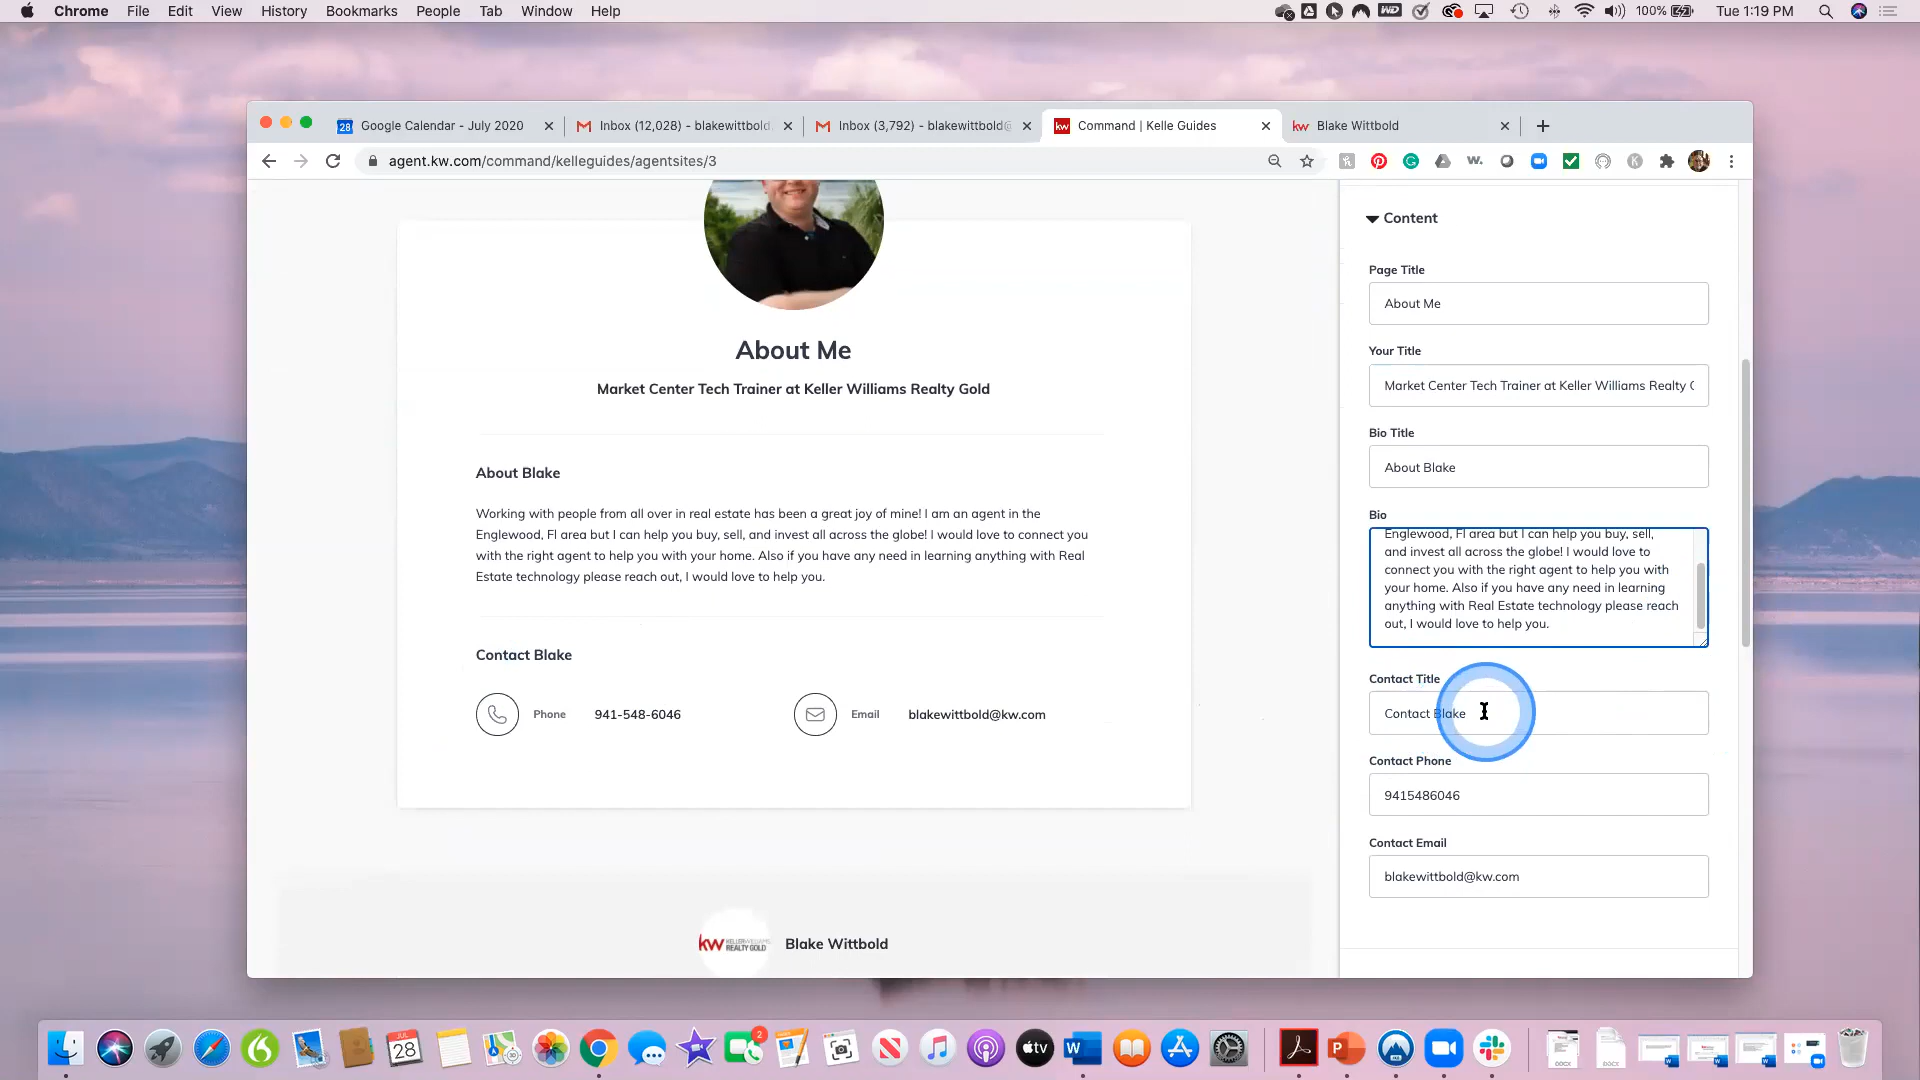 Chrome File Edit View History Bookmarks People Tab Window Help
100% Tue 1:19 PM
Google Calendar - July 2020
Inbox (12,028) - blakewittbold
Inbox (3,792) - blakewittbold@
Command | Kelle Guides
kw Blake Wittbold
agent.kw.com/command/kelleguides/agentsites/3
Content
Page Title
About Me
Your Title
Market Center Tech Trainer at Keller Williams Realty G
Bio Title
About Blake
Bio
Englewood, Fl area but I can help you buy, sell,
and invest all across the globe! I would love to
connect you with the right agent to help you with
your home. Also if you have any need in learning
anything with Real Estate technology please reach
out, I would love to help you.
Contact Title
Contact Blake
Contact Phone
9415486046
Contact Email
blakewittbold@kw.com
About Me
Market Center Tech Trainer at Keller Williams Realty Gold
About Blake
Working with people from all over in real estate has been a great joy of mine! I am an agent in the
Englewood, Fl area but I can help you buy, sell, and invest all across the globe! I would love to connect you
with the right agent to help you with your home. Also if you have any need in learning anything with Real
Estate technology please reach out, I would love to help you.
Contact Blake
Phone 941-548-6046 Email blakewittbold@kw.com
kw KELLERWILLIAMS
REALTY GOLD
Blake Wittbold
JUL
28
2
tv